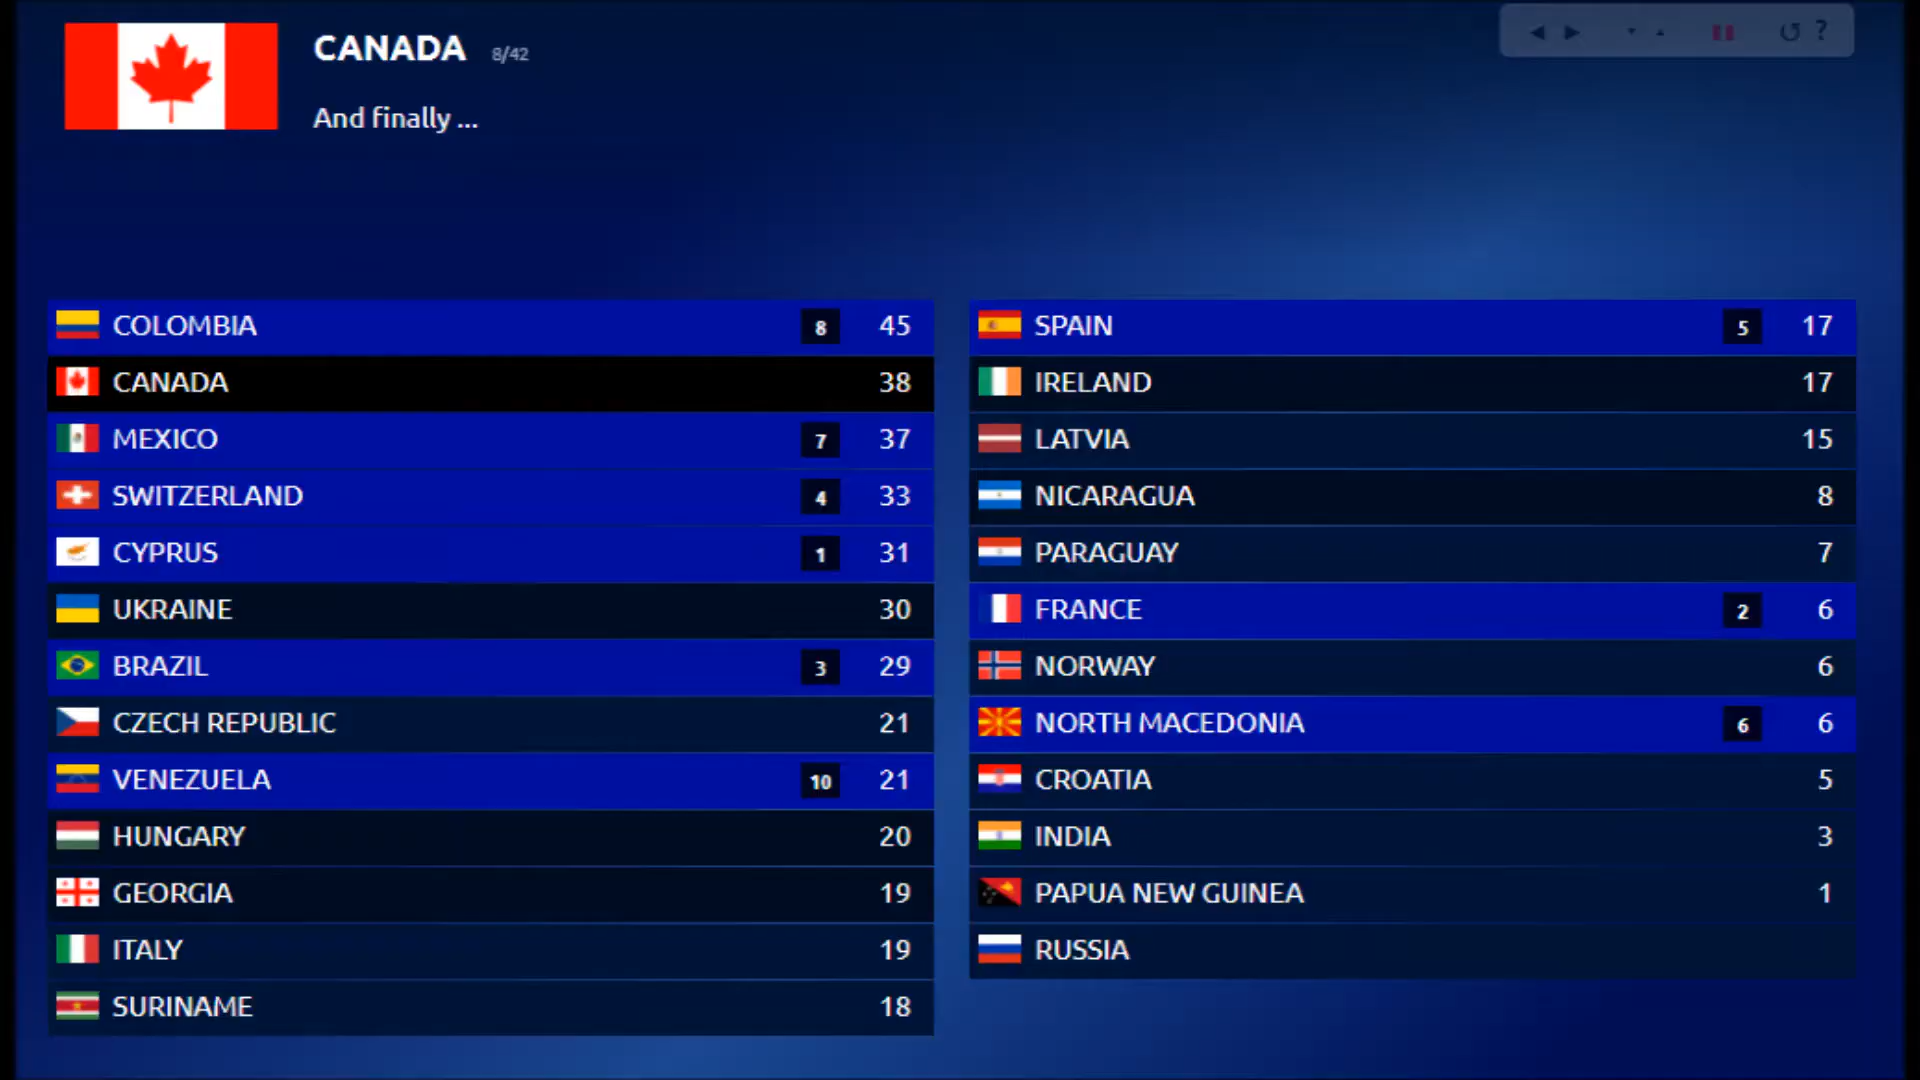 CANADA 8/42
?
And finally ...
COLOMBIA 8 45
CANADA 38
MEXICO 7 37
SWITZERLAND 4 33
CYPRUS 1 31
UKRAINE 30
BRAZIL 3 29
CZECH REPUBLIC 21
VENEZUELA 10 21
HUNGARY 20
GEORGIA 19
ITALY 19
SURINAME 18
SPAIN 5 17
IRELAND 17
LATVIA 15
NICARAGUA 8
PARAGUAY 7
FRANCE 2 6
NORWAY 6
NORTH MACEDONIA 6 6
CROATIA 5
INDIA 3
PAPUA NEW GUINEA 1
RUSSIA